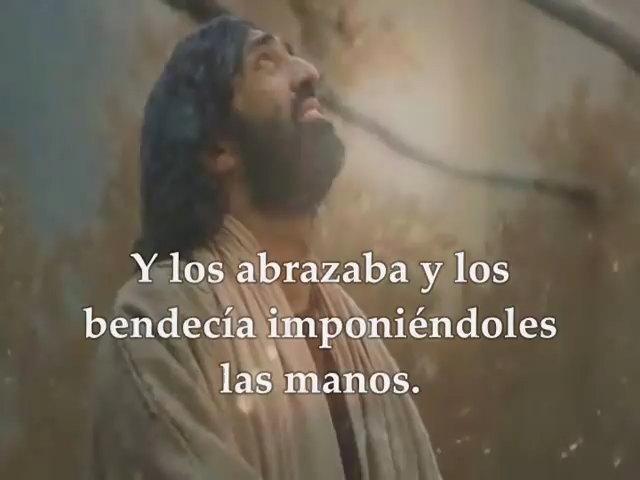 Y los abrazaba y los
bendecía imponiéndoles
las manos.